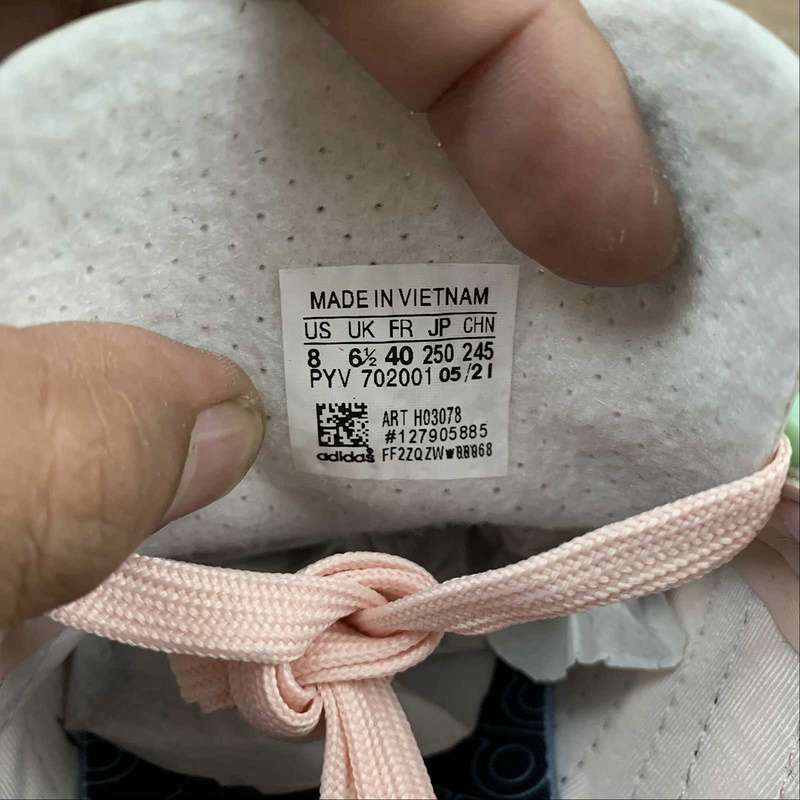 MADE IN VIETNAM
US UK FR JP CHN
8 6½ 40 250 245
PYV 702001 05/21
ART H03078
#127905885
adidas